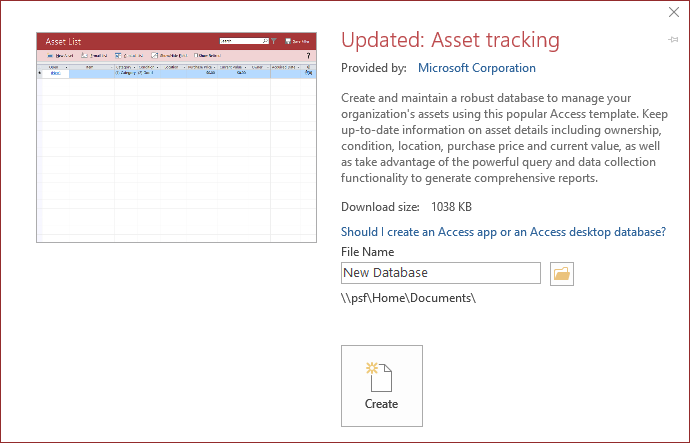 Asset List
Updated: Asset tracking
Provided by: Microsoft Corporation
Create and maintain a robust database to manage your
organization's assets using this popular Access template. Keep
up-to-date information on asset details including ownership,
condition, location, purchase price and current value, as well
as take advantage of the powerful query and data collection
functionality to generate comprehensive reports.
Download size: 1038 KB
Should I create an Access app or an Access desktop database?
File Name
New Database
\\psf\Home\Documents\
Create